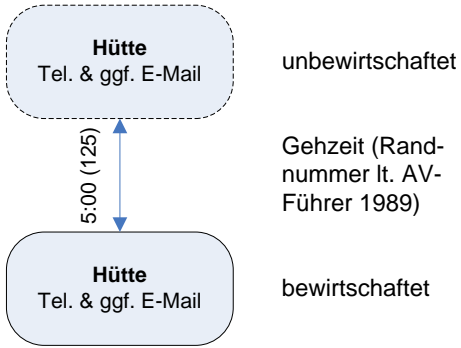 Hütte
Tel. & ggf. E-Mail
unbewirtschaftet
5:00 (125)
Gehzeit (Rand-
nummer lt. AV-
Führer 1989)
Hütte
Tel. & ggf. E-Mail
bewirtschaftet